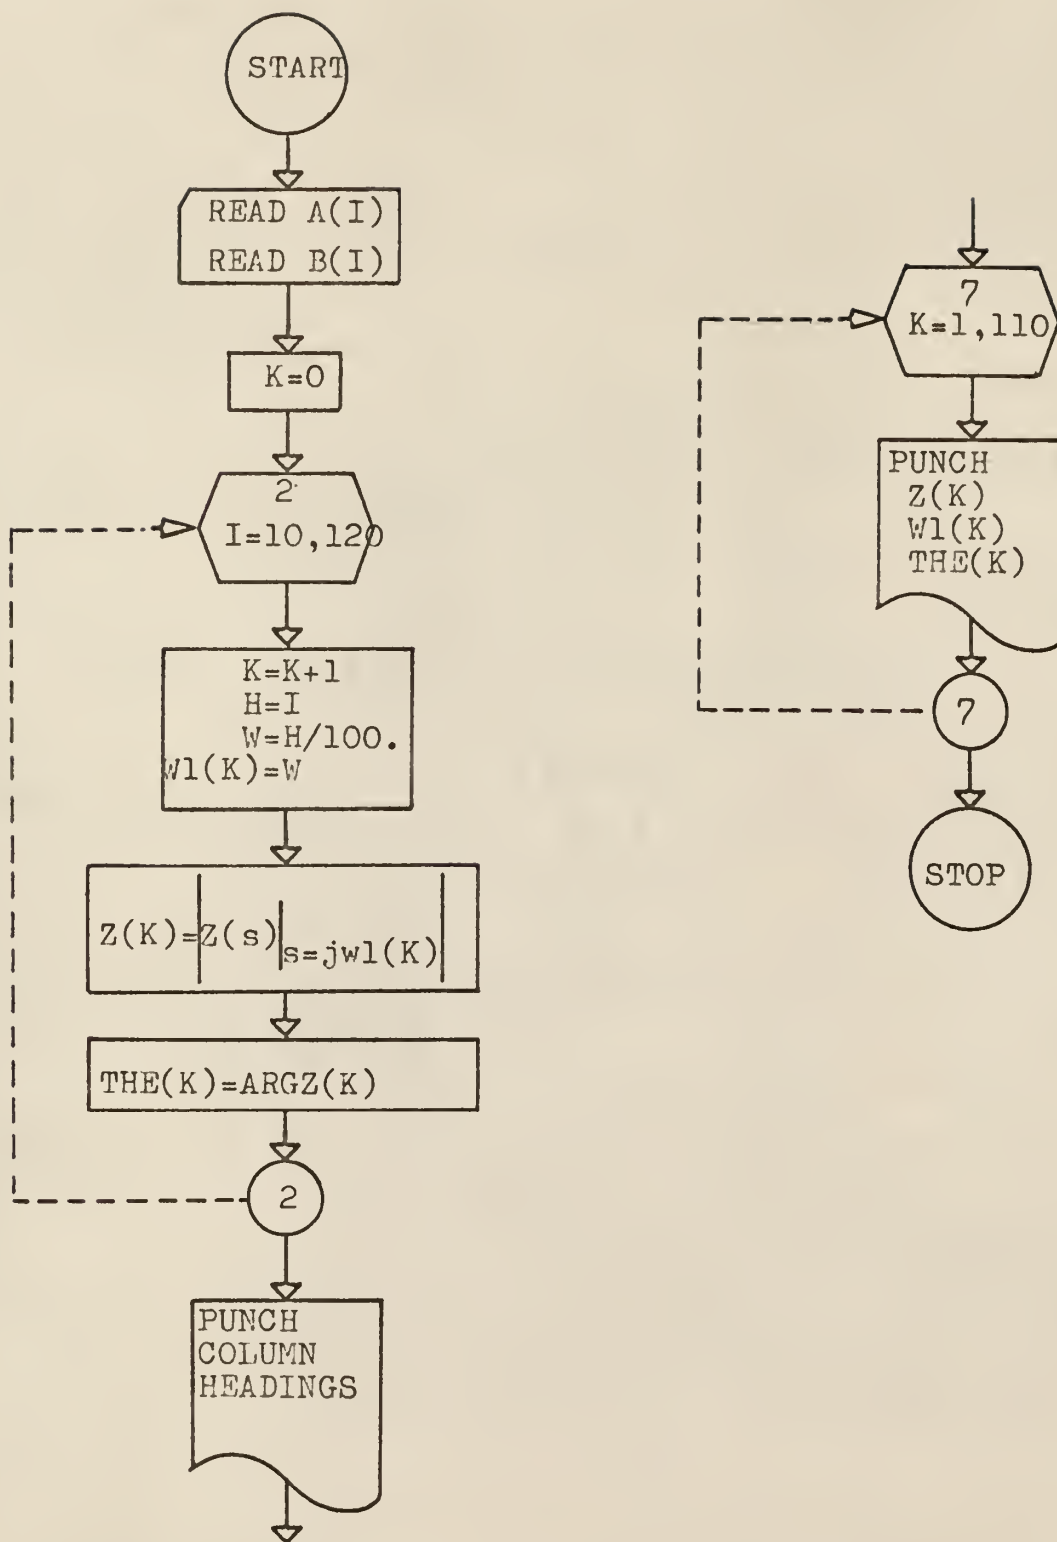 START
READ A(I)
READ B(I)
K=0
2
I=10,120
K=K+1
H=I
W=H/100.
W1(K)=W
Z(K)=|Z(s)|s=jw1(K)|
THE(K)=ARGZ(K)
2
PUNCH
COLUMN
HEADINGS
7
K=1,110
PUNCH
Z(K)
W1(K)
THE(K)
7
STOP